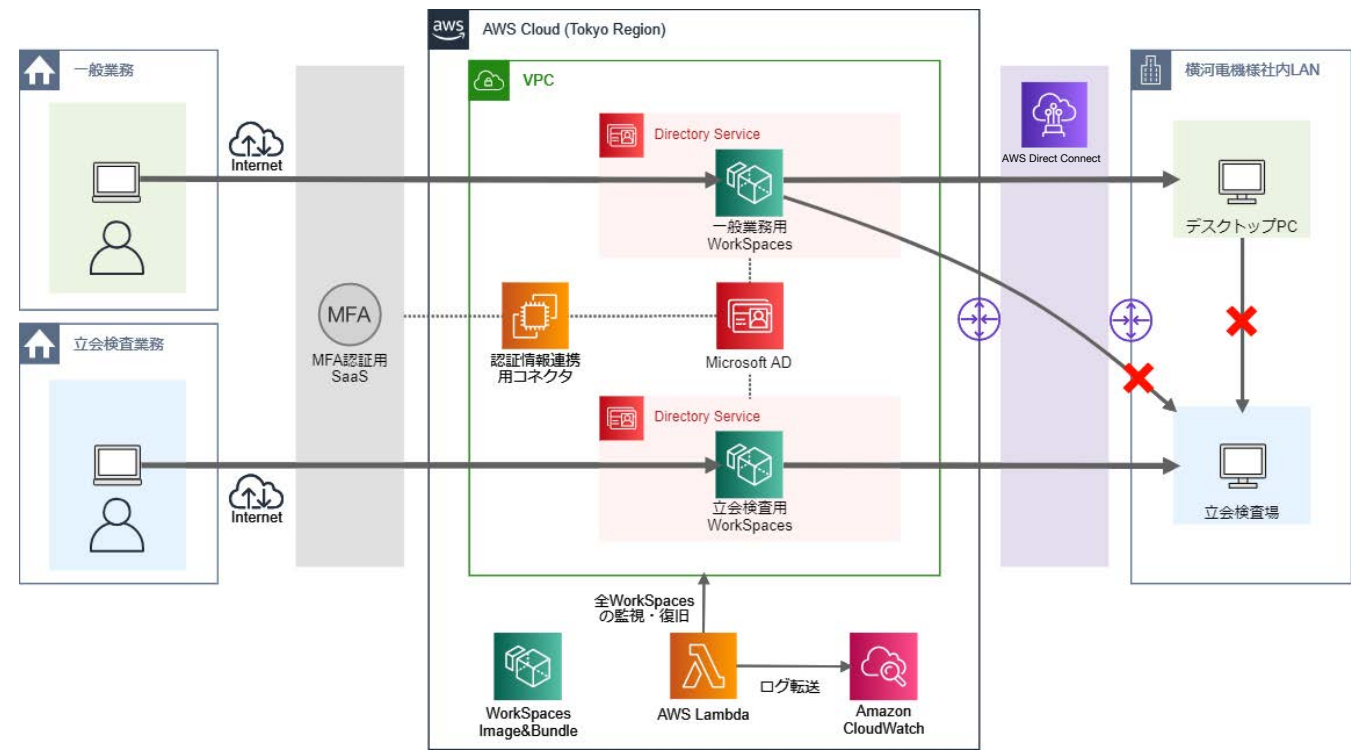 aws
AWS Cloud (Tokyo Region)
一般業務
VPC
横河電機様社内LAN
Directory Service
Internet
AWS Direct Connect
一般業務用
WorkSpaces
デスクトップPC
MFA
MFA認証用
SaaS
認証情報連携
用コネクタ
Microsoft AD
立会検査業務
Directory Service
Internet
立会検査用
WorkSpaces
立会検査場
全WorkSpaces
の監視・復旧
WorkSpaces
Image&Bundle
AWS Lambda
ログ転送
Amazon
CloudWatch